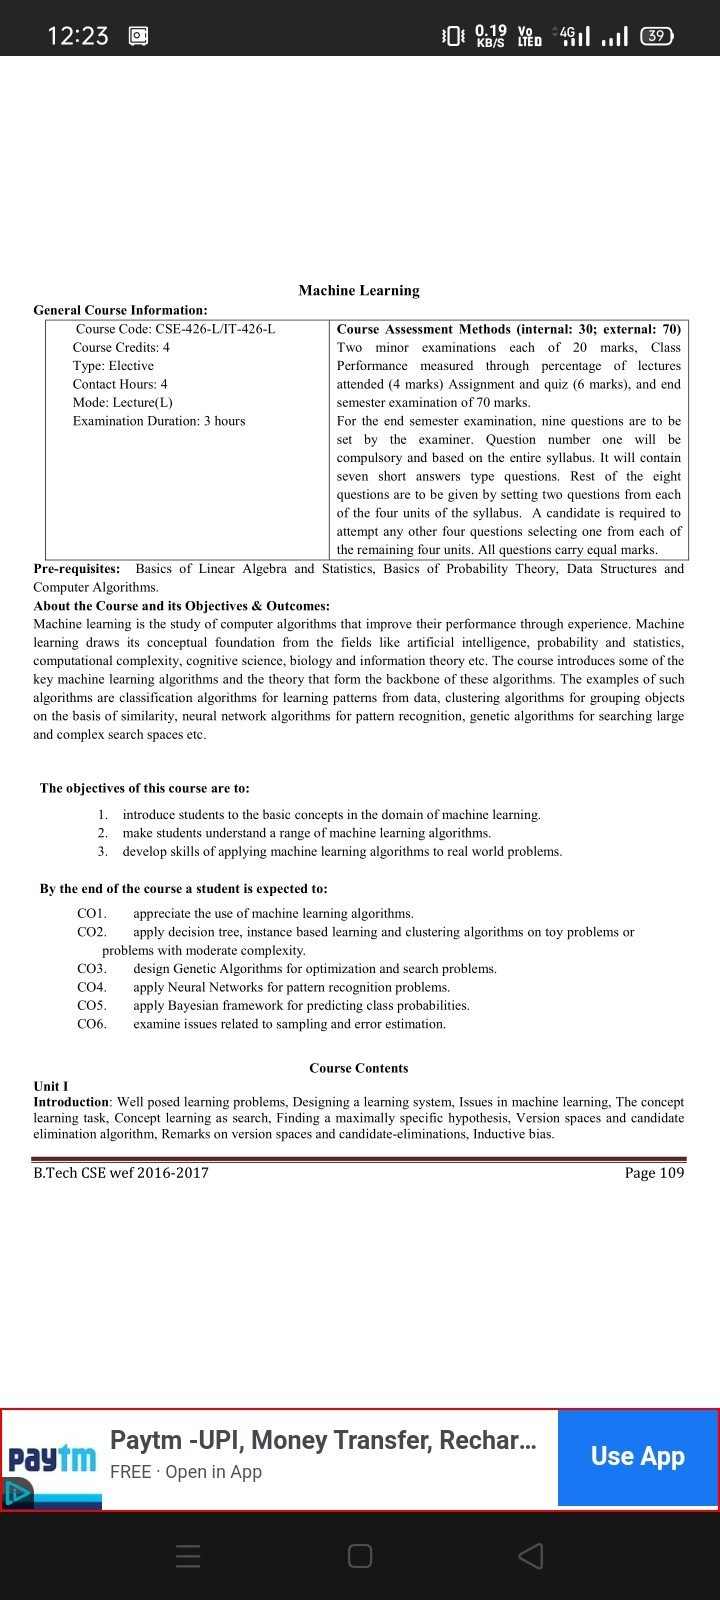 12:23
0.19 KB/S Vo LTED 4G 39
Machine Learning
General Course Information:
Course Code: CSE-426-L/IT-426-L
Course Credits: 4
Type: Elective
Contact Hours: 4
Mode: Lecture(L)
Examination Duration: 3 hours
Course Assessment Methods (internal: 30; external: 70)
Two minor examinations each of 20 marks, Class
Performance measured through percentage of lectures
attended (4 marks) Assignment and quiz (6 marks), and end
semester examination of 70 marks.
For the end semester examination, nine questions are to be
set by the examiner. Question number one will be
compulsory and based on the entire syllabus. It will contain
seven short answers type questions. Rest of the eight
questions are to be given by setting two questions from each
of the four units of the syllabus. A candidate is required to
attempt any other four questions selecting one from each of
the remaining four units. All questions carry equal marks.
Pre-requisites: Basics of Linear Algebra and Statistics, Basics of Probability Theory, Data Structures and
Computer Algorithms.
About the Course and its Objectives & Outcomes:
Machine learning is the study of computer algorithms that improve their performance through experience. Machine
learning draws its conceptual foundation from the fields like artificial intelligence, probability and statistics,
computational complexity, cognitive science, biology and information theory etc. The course introduces some of the
key machine learning algorithms and the theory that form the backbone of these algorithms. The examples of such
algorithms are classification algorithms for learning patterns from data, clustering algorithms for grouping objects
on the basis of similarity, neural network algorithms for pattern recognition, genetic algorithms for searching large
and complex search spaces etc.
The objectives of this course are to:
1. introduce students to the basic concepts in the domain of machine learning.
2. make students understand a range of machine learning algorithms.
3. develop skills of applying machine learning algorithms to real world problems.
By the end of the course a student is expected to:
CO1. appreciate the use of machine learning algorithms.
CO2. apply decision tree, instance based learning and clustering algorithms on toy problems or
problems with moderate complexity.
CO3. design Genetic Algorithms for optimization and search problems.
CO4. apply Neural Networks for pattern recognition problems.
CO5. apply Bayesian framework for predicting class probabilities.
CO6. examine issues related to sampling and error estimation.
Course Contents
Unit I
Introduction: Well posed learning problems, Designing a learning system, Issues in machine learning, The concept
learning task, Concept learning as search, Finding a maximally specific hypothesis, Version spaces and candidate
elimination algorithm, Remarks on version spaces and candidate-eliminations, Inductive bias.
B.Tech CSE wef 2016-2017 Page 109
paytm
Paytm -UPI, Money Transfer, Rechar...
FREE · Open in App
Use App